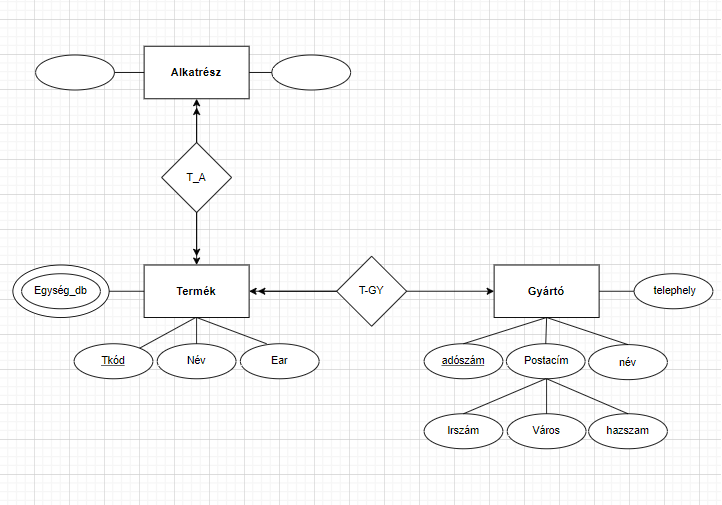 Alkatrész
T_A
Egység_db
Termék
T-GY
Gyártó
telephely
Tkód
Név
Ear
adószám
Postacím
név
Irszám
Város
hazszam